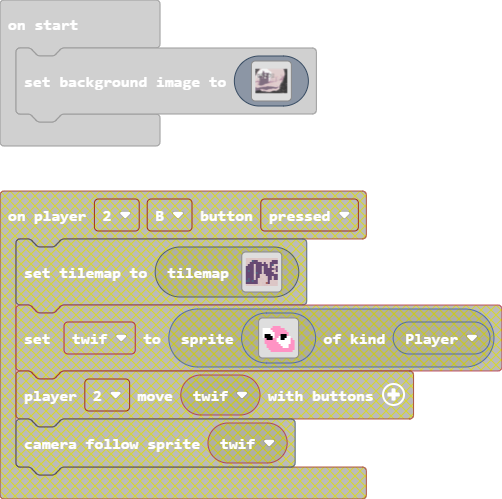 on start
set background image to
on player 2 B button pressed
set tilemap to tilemap
set twif to sprite of kind Player
player 2 move twif with buttons
camera follow sprite twif